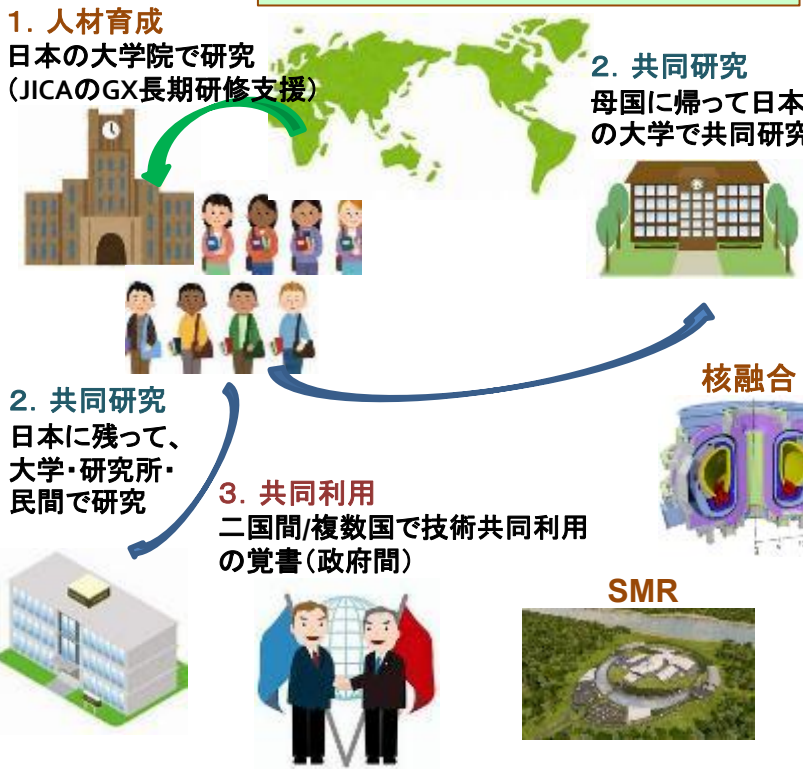 1. 人材育成
日本の大学院で研究
（JICAのGX長期研修支援）
2. 共同研究
母国に帰って日本
の大学で共同研究
2. 共同研究
日本に残って、
大学・研究所・
民間で研究
3. 共同利用
二国間/複数国で技術共同利用
の覚書（政府間）
核融合
SMR